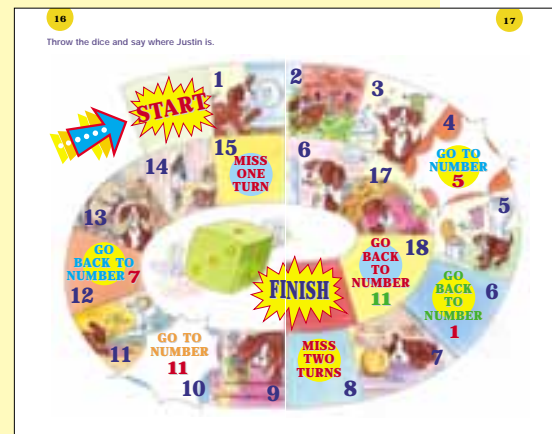 16
17
Throw the dice and say where Justin is.
START
1
2
3
4
GO TO
NUMBER
5
5
6
GO
BACK
TO
NUMBER
1
7
8
MISS
TWO
TURNS
9
10
GO TO
NUMBER
11
11
12
GO
BACK TO
NUMBER 7
13
14
15
MISS
ONE
TURN
6
17
18
GO
BACK
TO
NUMBER
11
FINISH